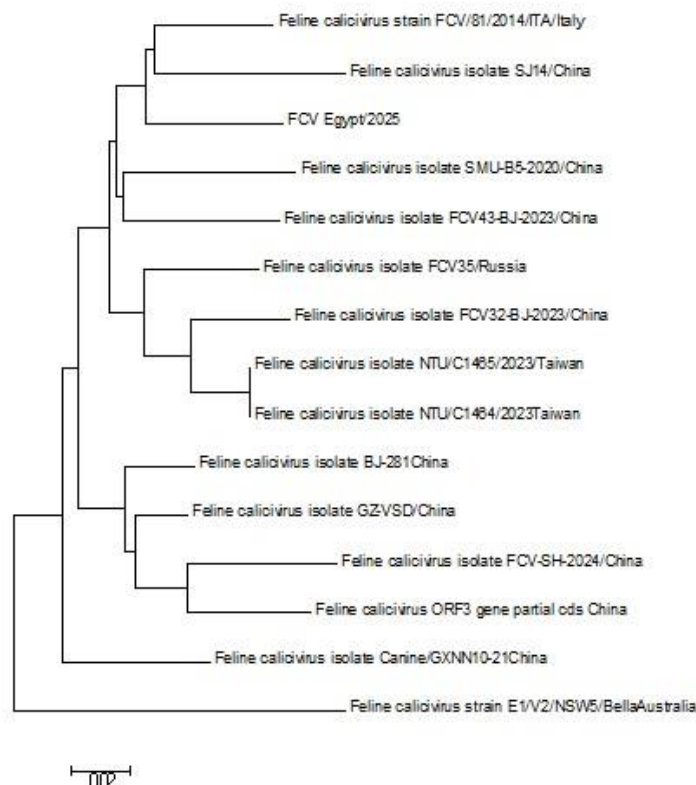 Feline calicivirus strain FCV/81/2014/ITA/Italy
Feline calicivirus isolate SJ14/China
FCV Egypt/2025
Feline calicivirus isolate SMU-B5-2020/China
Feline calicivirus isolate FCV43-BJ-2023/China
Feline calicivirus isolate FCV35/Russia
Feline calicivirus isolate FCV32-BJ-2023/China
Feline calicivirus isolate NTU/C1465/2023/Taiwan
Feline calicivirus isolate NTU/C1464/2023Taiwan
Feline calicivirus isolate BJ-281China
Feline calicivirus isolate GZ-VSD/China
Feline calicivirus isolate FCV-SH-2024/China
Feline calicivirus ORF3 gene partial cds China
Feline calicivirus isolate Canine/GXNN10-21China
Feline calicivirus strain E1/V2/NSW5/BellaAustralia